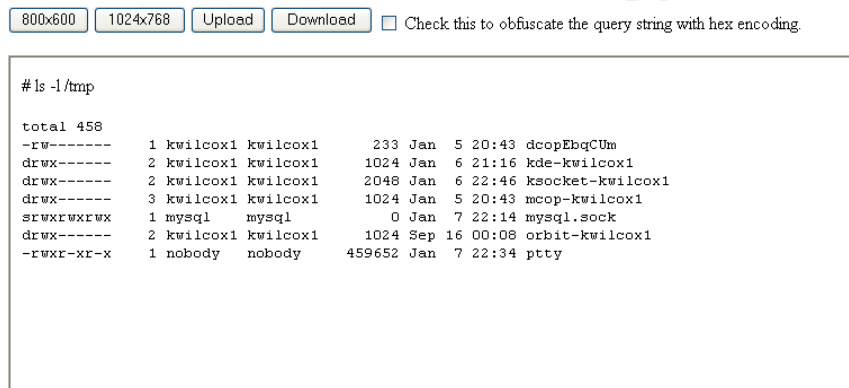 800x600 1024x768 Upload Download Check this to obfuscate the query string with hex encoding.
# ls -l /tmp
total 458
-rw------- 1 kwilcox1 kwilcox1 233 Jan 5 20:43 dcopEbqCUm
drwx------ 2 kwilcox1 kwilcox1 1024 Jan 6 21:16 kde-kwilcox1
drwx------ 2 kwilcox1 kwilcox1 2048 Jan 6 22:46 ksocket-kwilcox1
drwx------ 3 kwilcox1 kwilcox1 1024 Jan 5 20:43 mcop-kwilcox1
srwxrwxrwx 1 mysql mysql 0 Jan 7 22:14 mysql.sock
drwx------ 2 kwilcox1 kwilcox1 1024 Sep 16 00:08 orbit-kwilcox1
-rwxr-xr-x 1 nobody nobody 459652 Jan 7 22:34 ptty